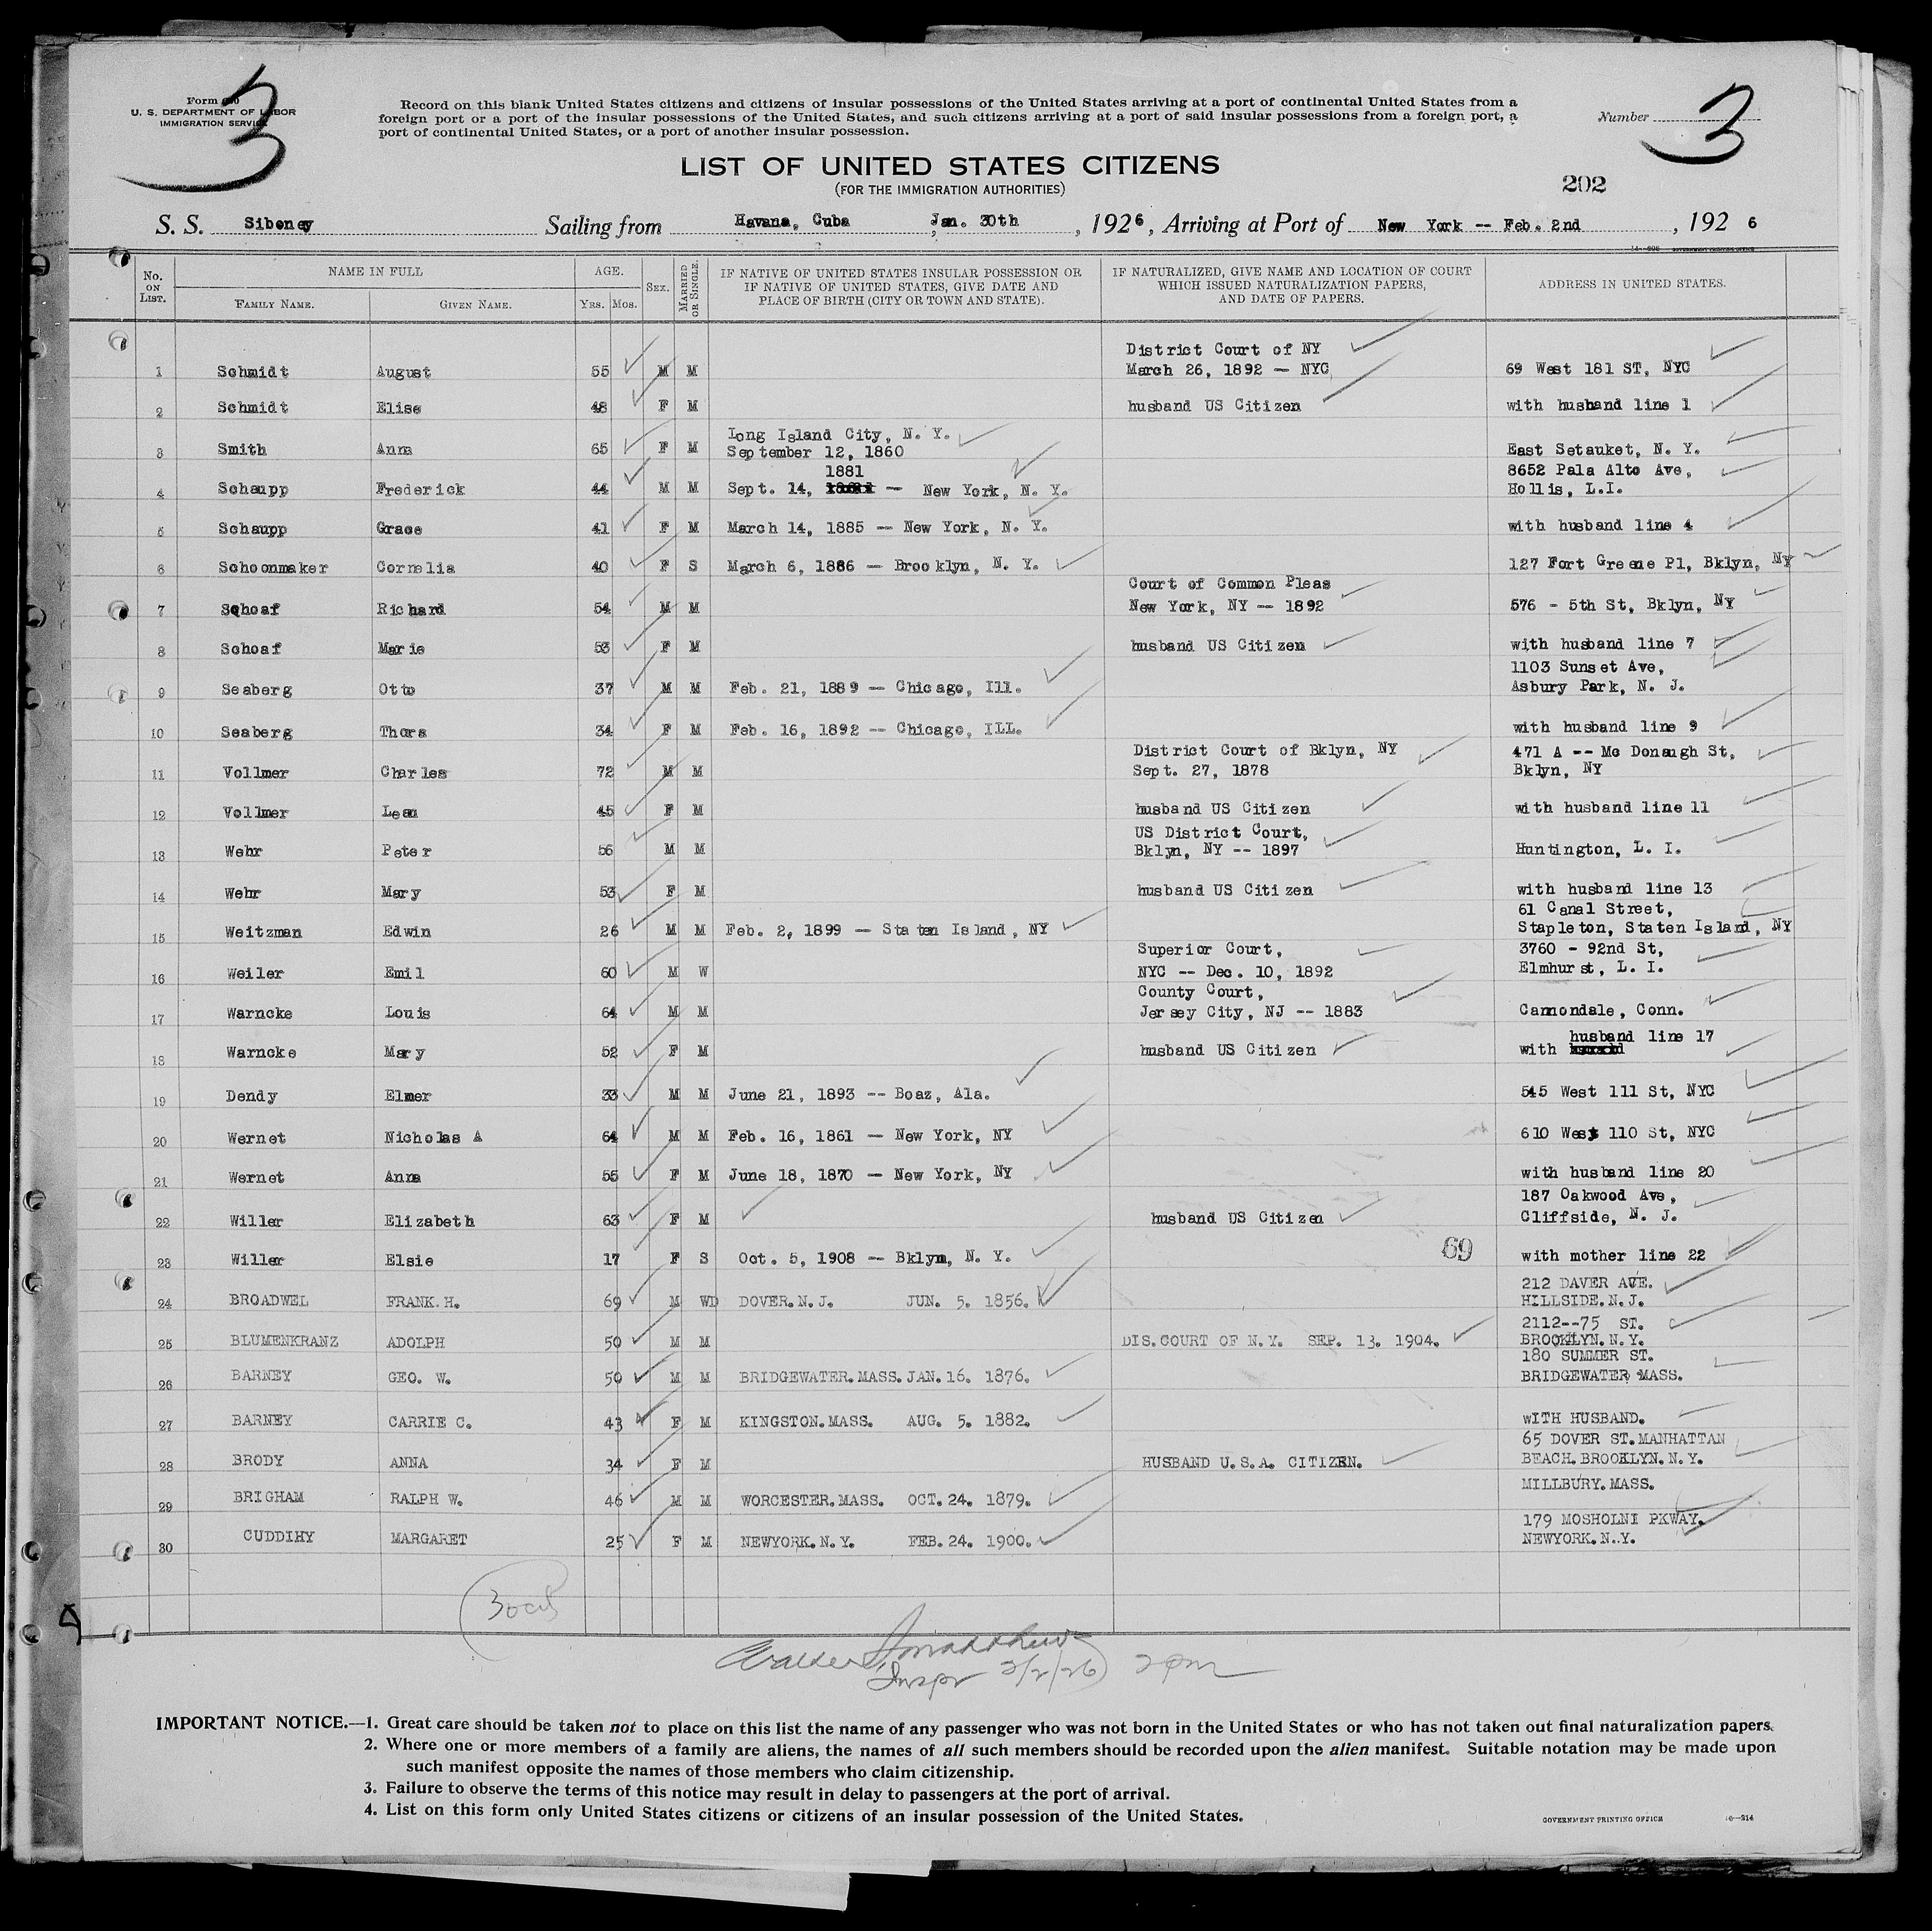 3
Form 630
U. S. DEPARTMENT OF LABOR
IMMIGRATION SERVICE
Record on this blank United States citizens and citizens of insular possessions of the United States arriving at a port of continental United States from a
foreign port or a port of the insular possessions of the United States, and such citizens arriving at a port of said insular possessions from a foreign port, a
port of continental United States, or a port of another insular possession.
Number 3
LIST OF UNITED STATES CITIZENS
(FOR THE IMMIGRATION AUTHORITIES)
202
S. S. Siboney Sailing from Havana, Cuba Jan. 30th, 1926, Arriving at Port of New York -- Feb. 2nd, 1926
No. ON LIST. NAME IN FULL FAMILY NAME. GIVEN NAME. AGE. YRS. MOS. SEX. MARRIED OR SINGLE. IF NATIVE OF UNITED STATES INSULAR POSSESSION OR IF NATIVE OF UNITED STATES, GIVE DATE AND PLACE OF BIRTH (CITY OR TOWN AND STATE). IF NATURALIZED, GIVE NAME AND LOCATION OF COURT WHICH ISSUED NATURALIZATION PAPERS, AND DATE OF PAPERS. ADDRESS IN UNITED STATES.
District Court of NY
1 Schmidt August 55 M M March 26, 1892 -- NYC 69 West 181 ST, NYC
2 Schmidt Elise 48 F M husband US Citizen with husband line 1
Long Island City, N. Y.
3 Smith Anna 65 F M September 12, 1860 East Setauket, N. Y.
1881 8652 Pala Alto Ave,
4 Schaupp Frederick 44 M M Sept. 14, -- New York, N. Y. Hollis, L.I.
5 Schaupp Grace 41 F M March 14, 1885 -- New York, N. Y. with husband line 4
6 Schoonmaker Cornelia 40 F S March 6, 1886 -- Brooklyn, N. Y. 127 Fort Greene Pl, Bklyn, NY
Court of Common Pleas
7 Schoaf Richard 54 M M New York, NY -- 1892 576 - 5th St, Bklyn, NY
8 Schoaf Marie 53 F M husband US Citizen with husband line 7
1103 Sunset Ave,
9 Seaberg Otto 37 M M Feb. 21, 1889 -- Chicago, Ill. Asbury Park, N. J.
10 Seaberg Thora 34 F M Feb. 16, 1892 -- Chicago, ILL. with husband line 9
District Court of Bklyn, NY 471 A -- Mc Donaugh St,
11 Vollmer Charles 72 M M Sept. 27, 1878 Bklyn, NY
12 Vollmer Lean 45 F M husband US Citizen with husband line 11
US District Court,
13 Wehr Peter 56 M M Bklyn, NY -- 1897 Huntington, L. I.
14 Wehr Mary 53 F M husband US Citizen with husband line 13
61 Canal Street,
15 Weitzman Edwin 26 M M Feb. 2, 1899 -- Staten Island, NY Stapleton, Staten Island, NY
Superior Court, 3760 - 92nd St,
16 Weiler Emil 60 M W NYC -- Dec. 10, 1892 Elmhurst, L. I.
County Court,
17 Warncke Louis 64 M M Jersey City, NJ -- 1883 Cannondale, Conn.
husband line 17
18 Warncke Mary 52 F M husband US Citizen with
19 Dendy Elmer 33 M M June 21, 1893 -- Boaz, Ala. 545 West 111 St, NYC
20 Wernet Nicholas A 64 M M Feb. 16, 1861 -- New York, NY 610 West 110 St, NYC
21 Wernet Anna 55 F M June 18, 1870 -- New York, NY with husband line 20
187 Oakwood Ave,
22 Willer Elizabeth 63 F M husband US Citizen Cliffside, N. J.
69
23 Willer Elsie 17 F S Oct. 5, 1908 -- Bklyn, N. Y. with mother line 22
212 DAVER AVE.
24 BROADWEL FRANK.H. 69 M WD DOVER.N.J. JUN. 5. 1856. HILLSIDE.N.J.
2112--75 ST.
25 BLUMENKRANZ ADOLPH 50 M M DIS.COURT OF N.Y. SEP. 13. 1904. BROOKLYN.N.Y.
180 SUMMER ST.
26 BARNEY GEO. W. 50 M M BRIDGEWATER.MASS.JAN.16. 1876. BRIDGEWATER MASS.
27 BARNEY CARRIE C. 43 F M KINGSTON.MASS. AUG. 5. 1882. wITH HUSBAND.
65 DOVER ST.MANHATTAN
28 BRODY ANNA 34 F M HUSBAND U.S.A. CITIZEN. BEACH.BROOKLYN.N.Y.
29 BRIGHAM RALPH W. 46 M M WORCESTER.MASS. OCT.24. 1879. MILLBURY.MASS.
179 MOSHOLNI PKWAY.
30 CUDDIHY MARGARET 25 F M NEWYORK.N.Y. FEB.24. 1900. NEWYORK.N.Y.
Inspr 2/2/26 2 pm
IMPORTANT NOTICE.—1. Great care should be taken not to place on this list the name of any passenger who was not born in the United States or who has not taken out final naturalization papers.
2. Where one or more members of a family are aliens, the names of all such members should be recorded upon the alien manifest. Suitable notation may be made upon
such manifest opposite the names of those members who claim citizenship.
3. Failure to observe the terms of this notice may result in delay to passengers at the port of arrival.
4. List on this form only United States citizens or citizens of an insular possession of the United States.
GOVERNMENT PRINTING OFFICE